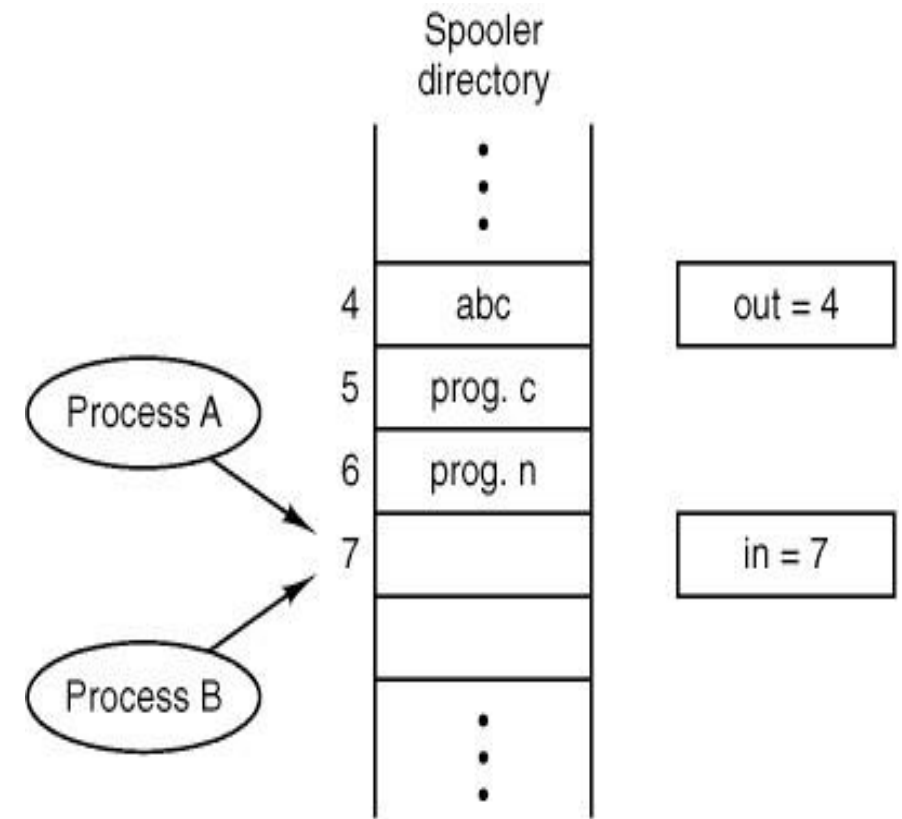 Spooler
directory
4
abc
out = 4
Process A
5
prog. c
6
prog. n
7
in = 7
Process B